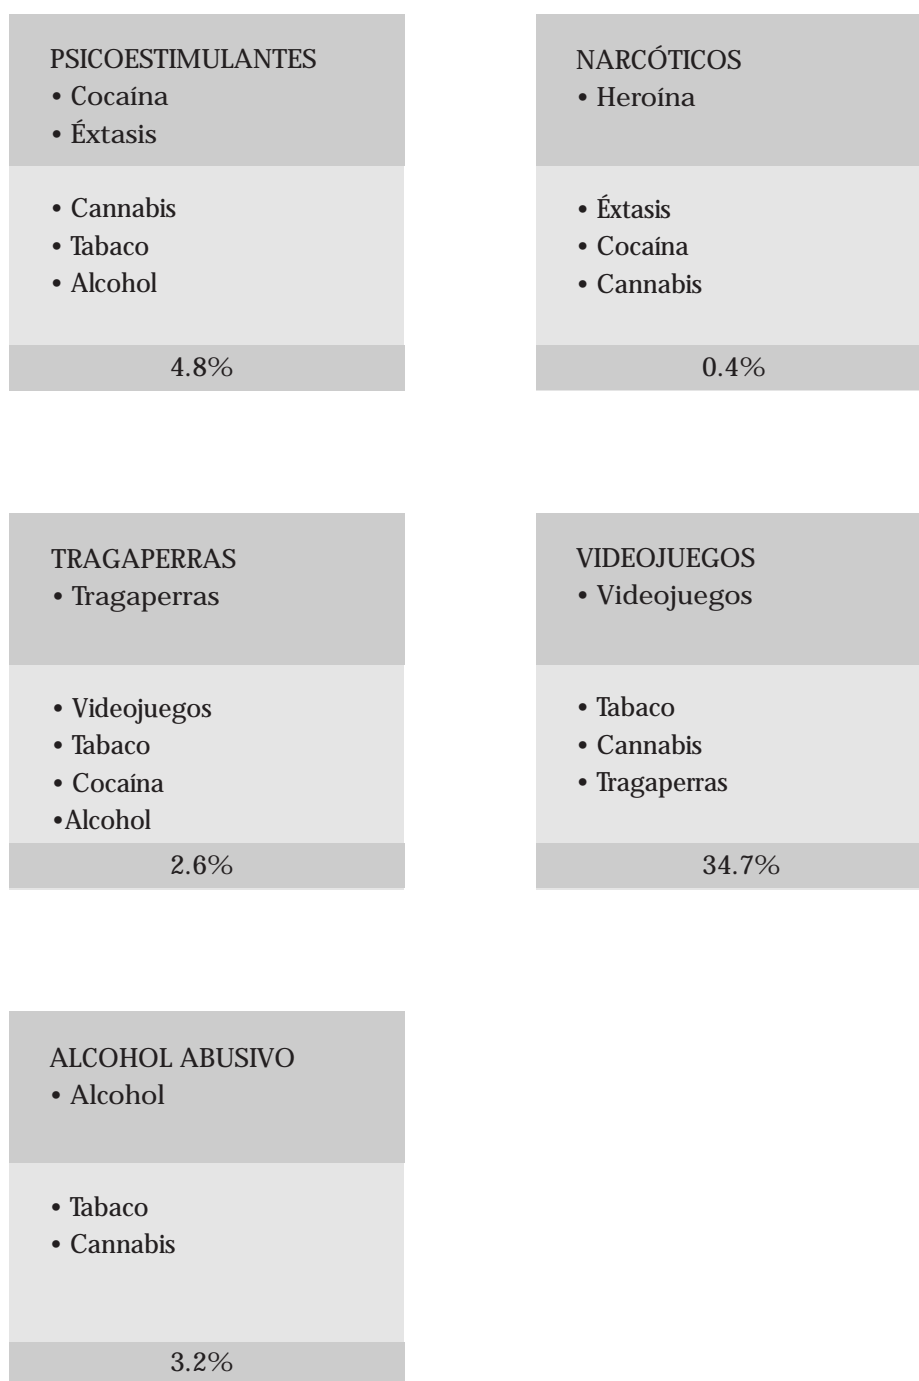 PSICOESTIMULANTES
• Cocaína
• Éxtasis
• Cannabis
• Tabaco
• Alcohol
4.8%
NARCÓTICOS
• Heroína
• Éxtasis
• Cocaína
• Cannabis
0.4%
TRAGAPERRAS
• Tragaperras
• Videojuegos
• Tabaco
• Cocaína
•Alcohol
2.6%
VIDEOJUEGOS
• Videojuegos
• Tabaco
• Cannabis
• Tragaperras
34.7%
ALCOHOL ABUSIVO
• Alcohol
• Tabaco
• Cannabis
3.2%